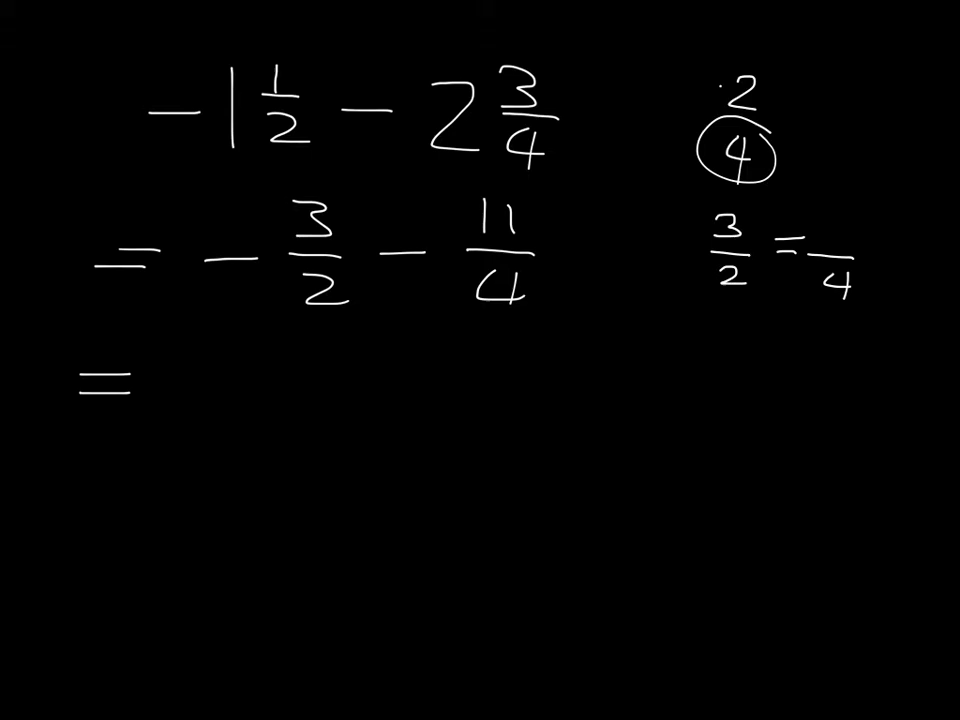 -1 1/2 - 2 3/4
= - 3/2 - 11/4
=
2
4
3/2 = /4